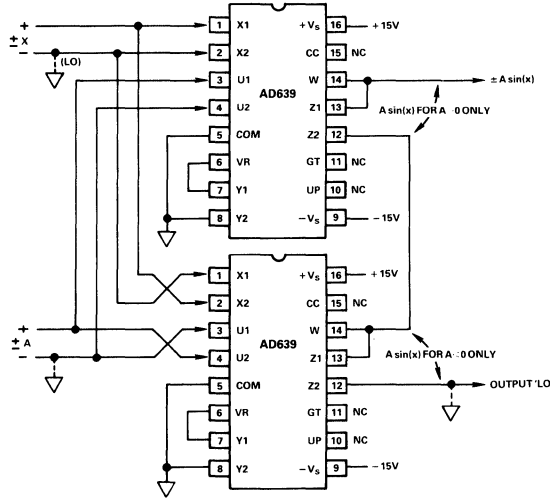 +
± X
−
(LO)
1 X1 +VS 16 +15V
2 X2 CC 15 NC
3 U1 W 14 ± A sin(x)
4 U2 Z1 13
AD639
A sin(x) FOR A 0 ONLY
5 COM Z2 12
6 VR GT 11 NC
7 Y1 UP 10 NC
8 Y2 −VS 9 −15V
1 X1 +VS 16 +15V
2 X2 CC 15 NC
+
± A
−
3 U1 W 14
4 U2 Z1 13
AD639
A sin(x) FOR A 0 ONLY
5 COM Z2 12 OUTPUT 'LO
6 VR GT 11 NC
7 Y1 UP 10 NC
8 Y2 −VS 9 −15V